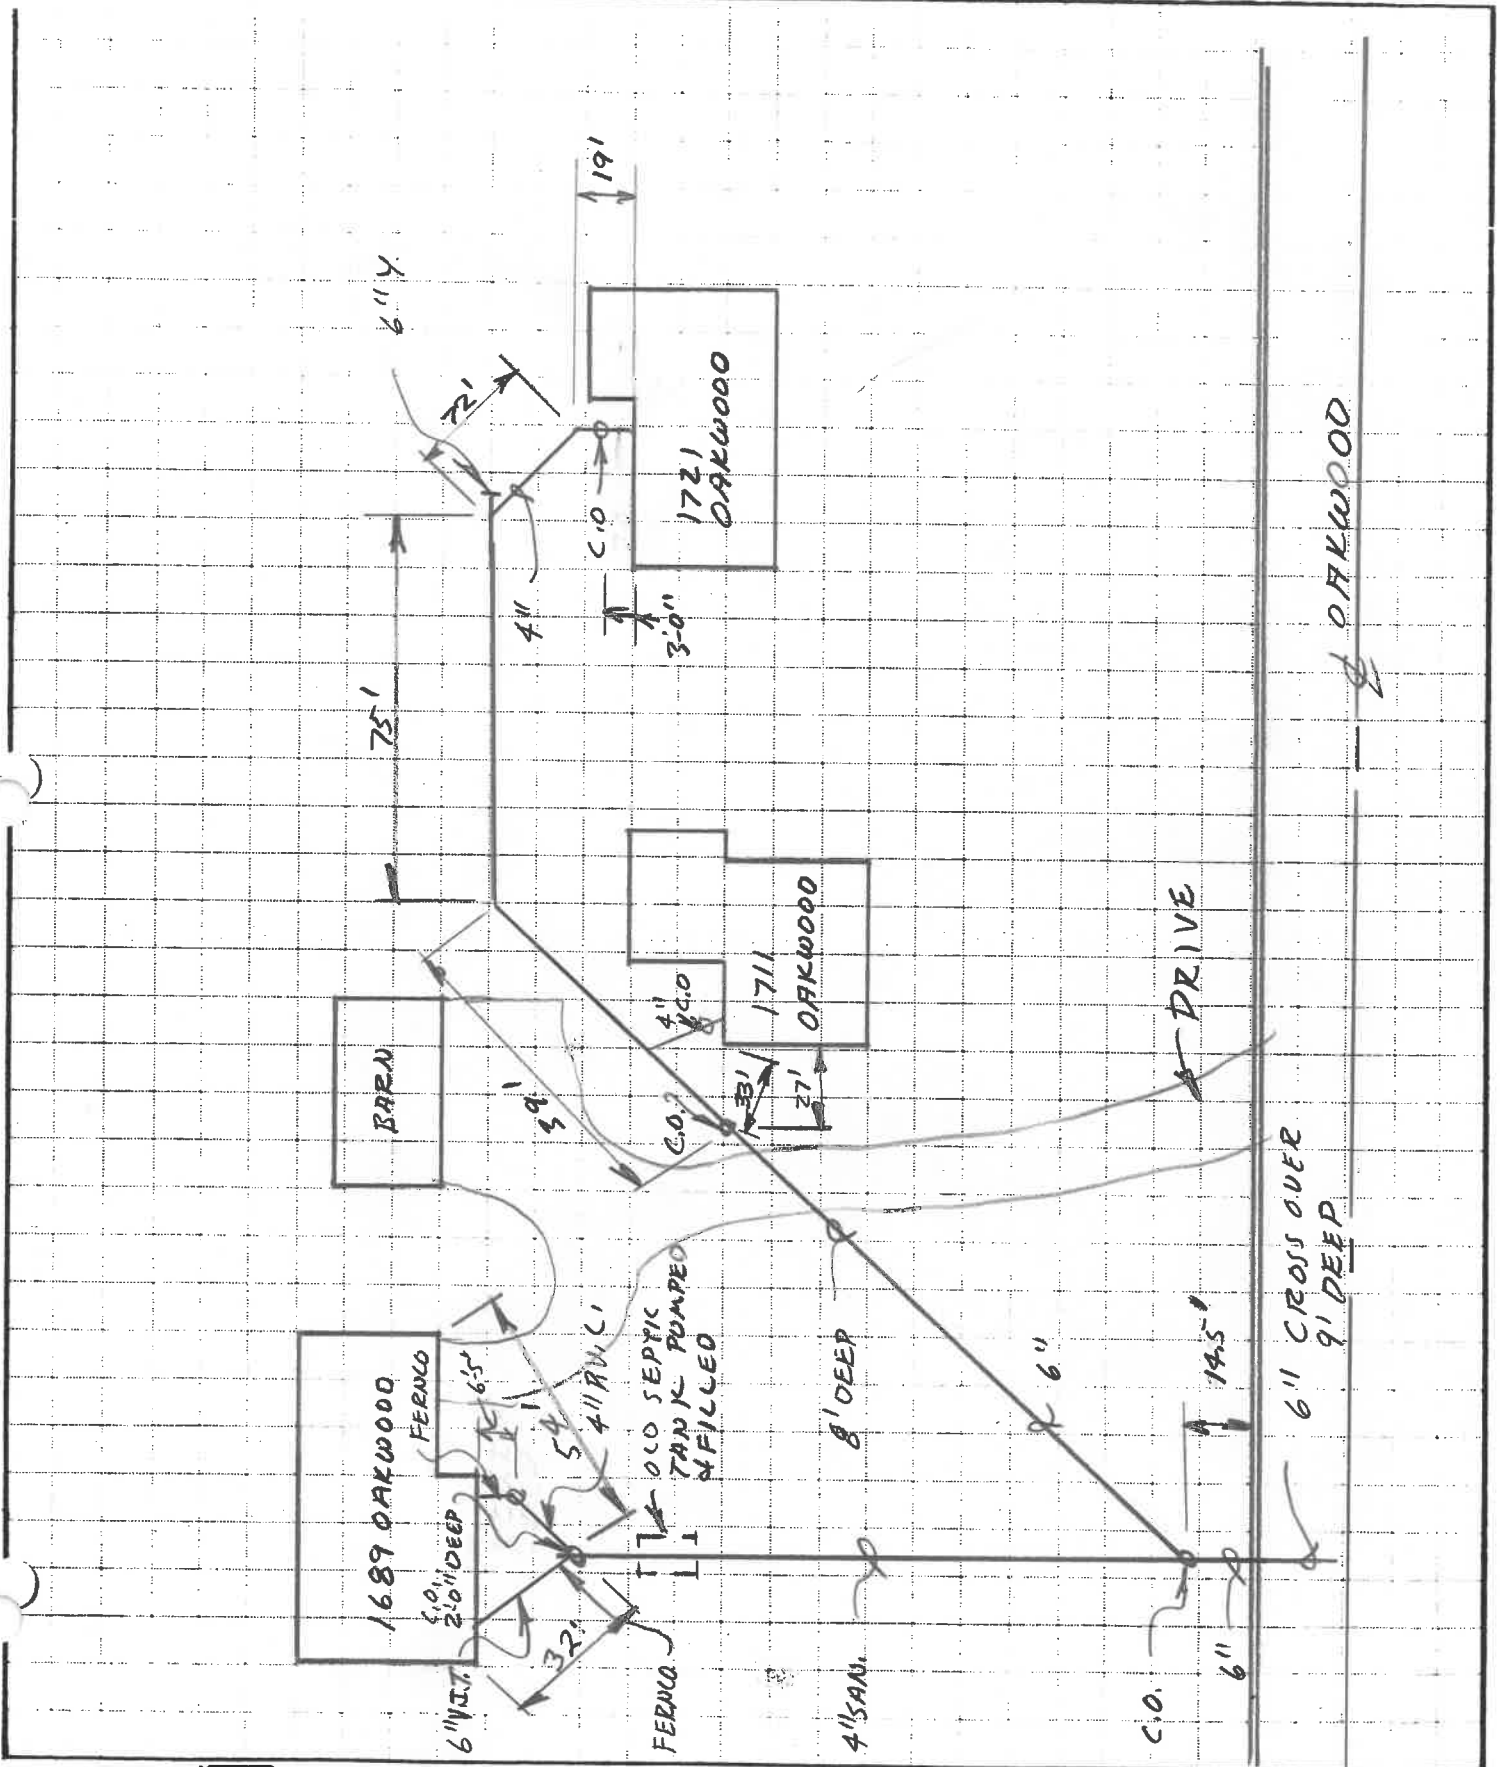 6" Y.
72'
19'
75'
4"
C.O
1721
OAKWOOD
3'-0"
BARN
39'
4"
C.O
C.O.
33'
27'
1711
OAKWOOD
1689 OAKWOOD
FERNCO
C.O.
2'0" DEEP
6.5'
54'
4" P.V.C.
6" VIT.
32'
FERNCO
OLD SEPTIC
TANK PUMPED
& FILLED
8' DEEP
4" SAN.
6"
14.5'
C.O.
6"
DRIVE
6" CROSS OVER
9' DEEP
OAKWOOD